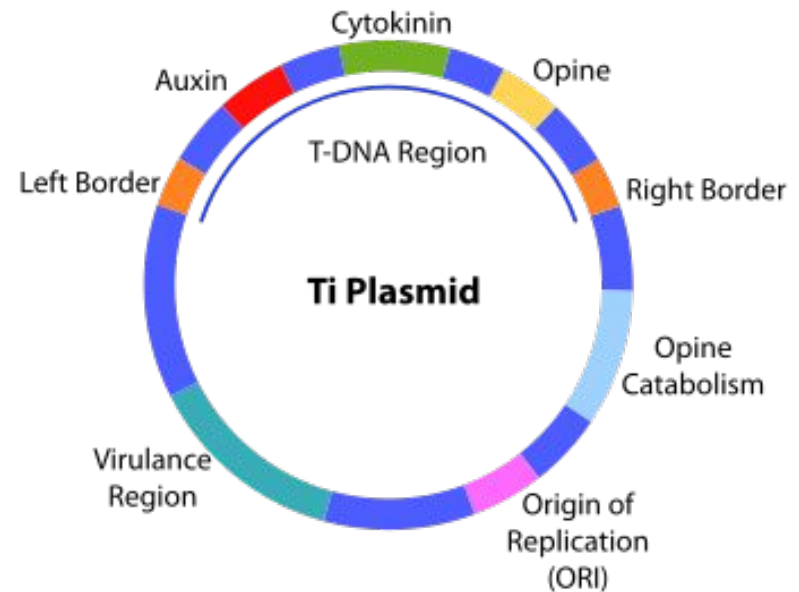 Cytokinin
Auxin
Opine
T-DNA Region
Left Border
Right Border
Ti Plasmid
Opine
Catabolism
Virulance
Region
Origin of
Replication
(ORI)